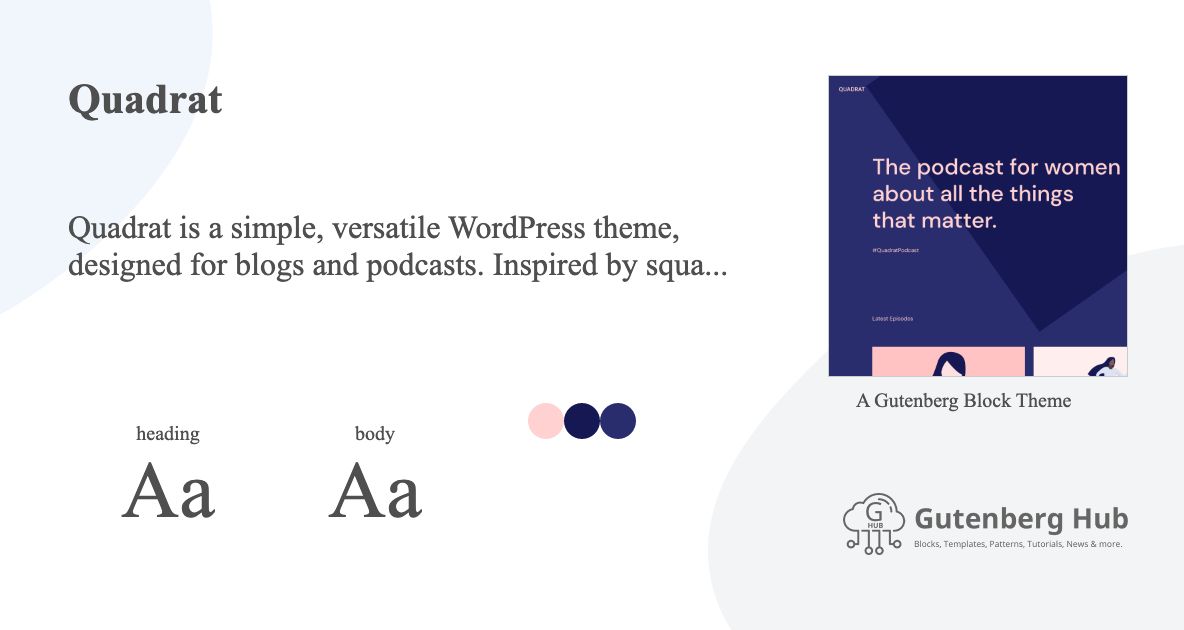 Quadrat
Quadrat is a simple, versatile WordPress theme,
designed for blogs and podcasts. Inspired by squa...
heading
Aa
body
Aa
QUADRAT
The podcast for women
about all the things
that matter.
#QuadratPodcast
Latest Episodes
A Gutenberg Block Theme
G
HUB
Gutenberg Hub
Blocks, Templates, Patterns, Tutorials, News & more.